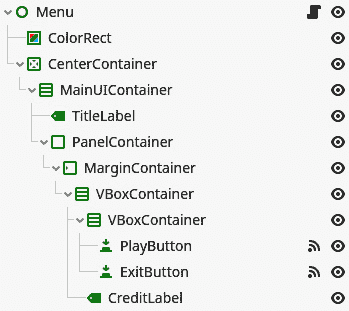 Menu
ColorRect
CenterContainer
MainUIContainer
TitleLabel
PanelContainer
MarginContainer
VBoxContainer
VBoxContainer
PlayButton
ExitButton
CreditLabel